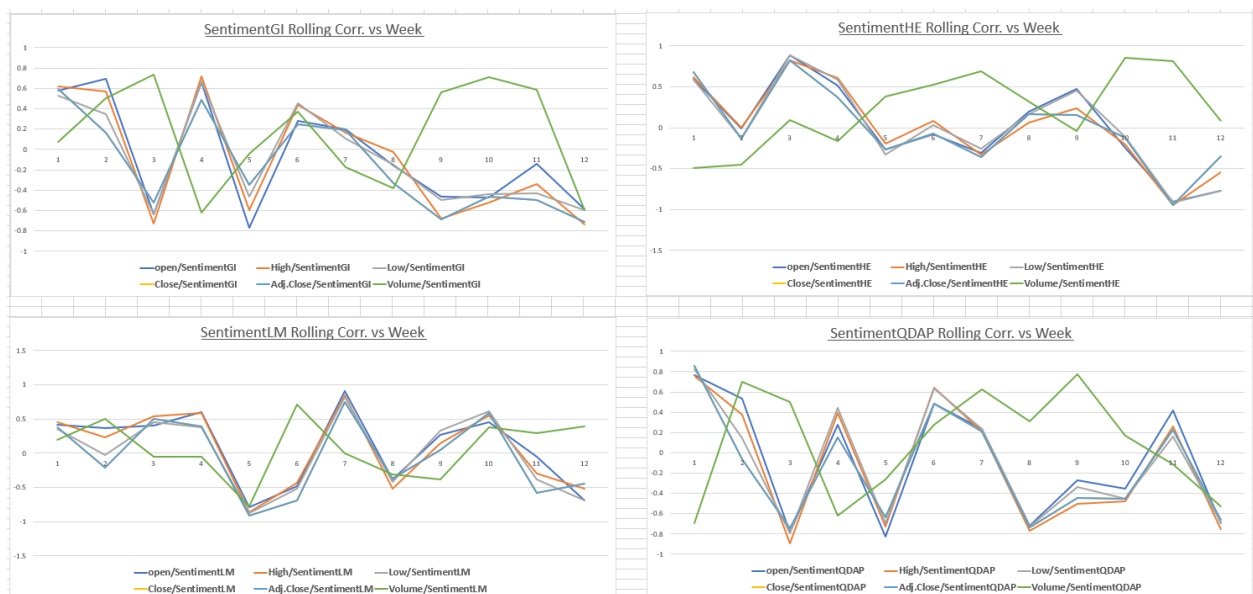 SentimentGI Rolling Corr. vs Week
1
0.8
0.6
0.4
0.2
0
-0.2
-0.4
-0.6
-0.8
-1
1 2 3 4 5 6 7 8 9 10 11 12
open/SentimentGI High/SentimentGI Low/SentimentGI
Close/SentimentGI Adj.Close/SentimentGI Volume/SentimentGI
SentimentHE Rolling Corr. vs Week
1
0.5
0
-0.5
-1
-1.5
1 2 3 4 5 6 7 8 9 10 11 12
open/SentimentHE High/SentimentHE Low/SentimentHE
Close/SentimentHE Adj.Close/SentimentHE Volume/SentimentHE
SentimentLM Rolling Corr. vs Week
1.5
1
0.5
0
-0.5
-1
-1.5
1 2 3 4 5 6 7 8 9 10 11 12
open/SentimentLM High/SentimentLM Low/SentimentLM
Close/SentimentLM Adj.Close/SentimentLM Volume/SentimentLM
SentimentQDAP Rolling Corr. vs Week
1
0.8
0.6
0.4
0.2
0
-0.2
-0.4
-0.6
-0.8
-1
1 2 3 4 5 6 7 8 9 10 11 12
open/SentimentQDAP High/SentimentQDAP Low/SentimentQDAP
Close/SentimentQDAP Adj.Close/SentimentQDAP Volume/SentimentQDAP